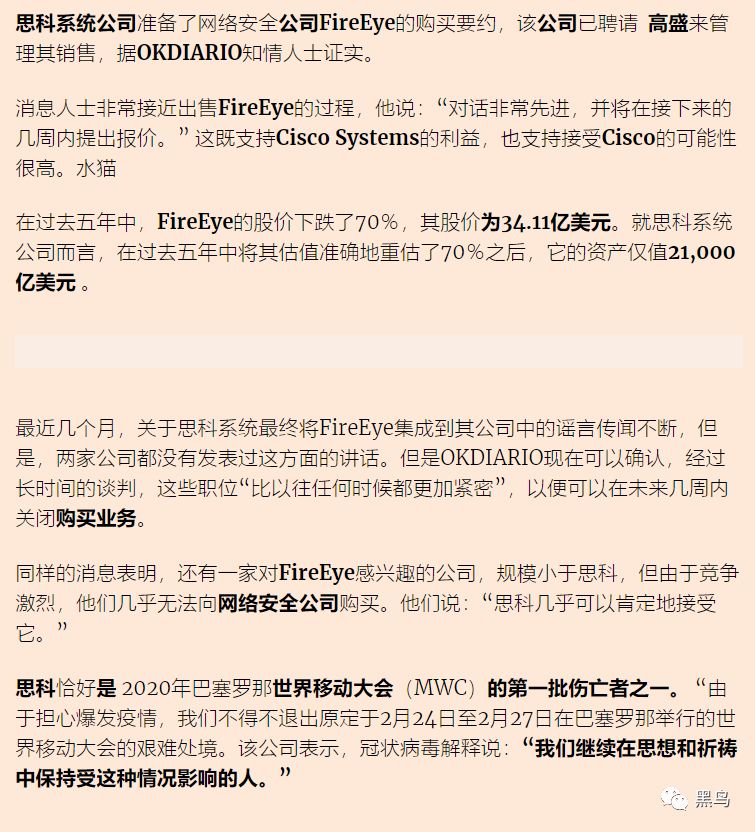 思科系统公司准备了网络安全公司FireEye的购买要约，该公司已聘请 高盛来管
理其销售，据OKDIARIO知情人士证实。
消息人士非常接近出售FireEye的过程，他说：“对话非常先进，并将在接下来的
几周内提出报价。” 这既支持Cisco Systems的利益，也支持接受Cisco的可能性
很高。水猫
在过去五年中，FireEye的股价下跌了70％，其股价为34.11亿美元。就思科系统
公司而言，在过去五年中将其估值准确地重估了70％之后，它的资产仅值21,000
亿美元 。
最近几个月，关于思科系统最终将FireEye集成到其公司中的谣言传闻不断，但
是，两家公司都没有发表过这方面的讲话。但是OKDIARIO现在可以确认，经过
长时间的谈判，这些职位“比以往任何时候都更加紧密”，以便可以在未来几周内
关闭购买业务。
同样的消息表明，还有一家对FireEye感兴趣的公司，规模小于思科，但由于竞争
激烈，他们几乎无法向网络安全公司购买。他们说：“思科几乎可以肯定地接受
它。”
思科恰好是 2020年巴塞罗那世界移动大会（MWC）的第一批伤亡者之一。 “由
于担心爆发疫情，我们不得不退出原定于2月24日至2月27日在巴塞罗那举行的世
界移动大会的艰难处境。该公司表示，冠状病毒解释说：“我们继续在思想和祈祷
中保持受这种情况影响的人。”
黑鸟